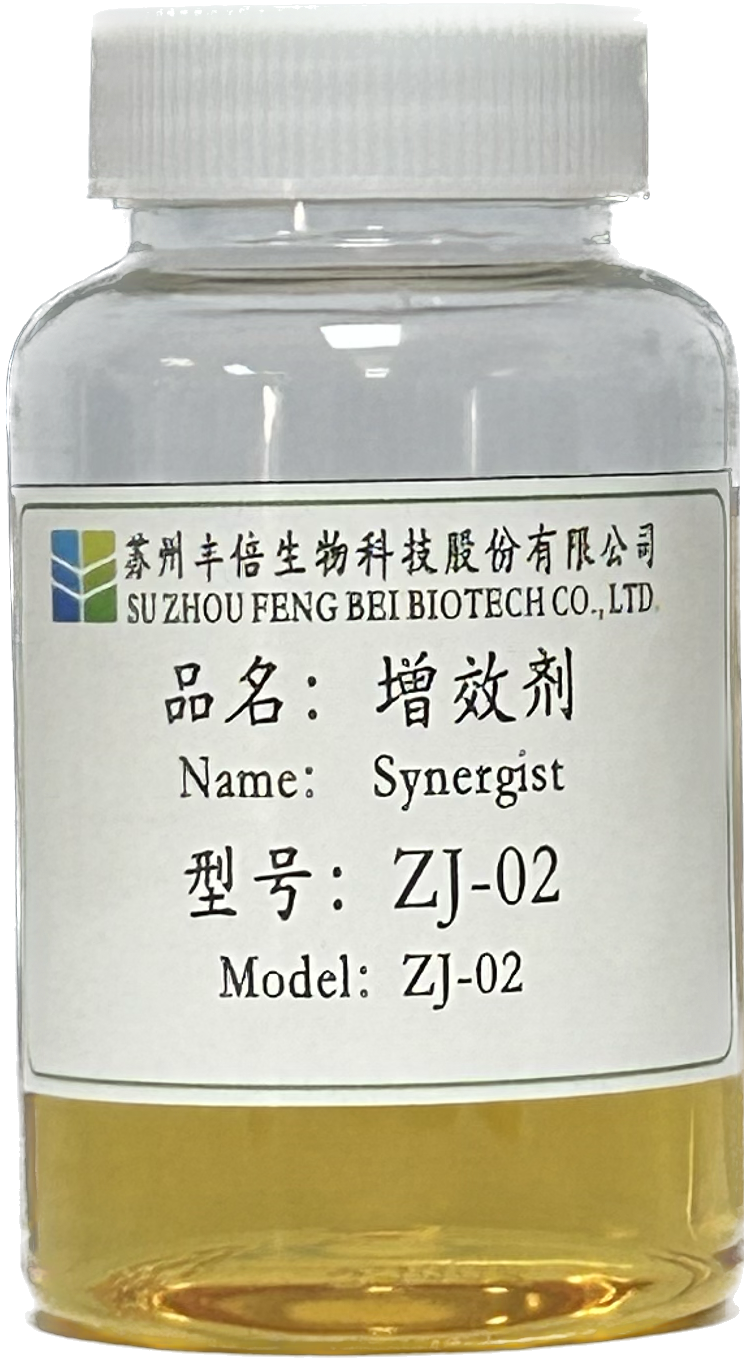 苏州丰倍生物科技股份有限公司
SU ZHOU FENG BEI BIOTECH CO., LTD.
品名： 增效剂
Name: Synergist
型号： ZJ-02
Model: ZJ-02